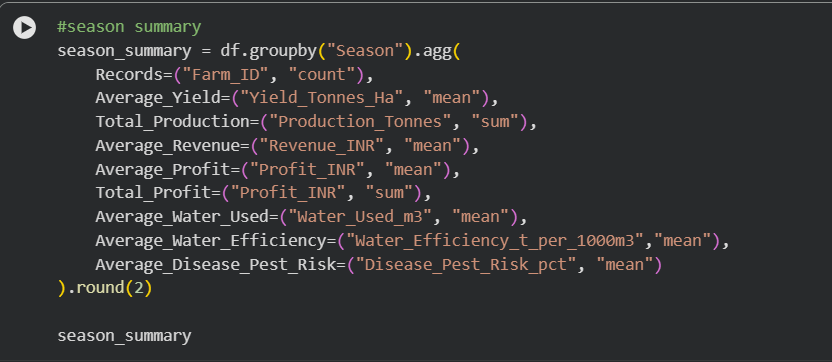 #season summary
season_summary = df.groupby("Season").agg(
    Records=("Farm_ID", "count"),
    Average_Yield=("Yield_Tonnes_Ha", "mean"),
    Total_Production=("Production_Tonnes", "sum"),
    Average_Revenue=("Revenue_INR", "mean"),
    Average_Profit=("Profit_INR", "mean"),
    Total_Profit=("Profit_INR", "sum"),
    Average_Water_Used=("Water_Used_m3", "mean"),
    Average_Water_Efficiency=("Water_Efficiency_t_per_1000m3","mean"),
    Average_Disease_Pest_Risk=("Disease_Pest_Risk_pct", "mean")
).round(2)
season_summary